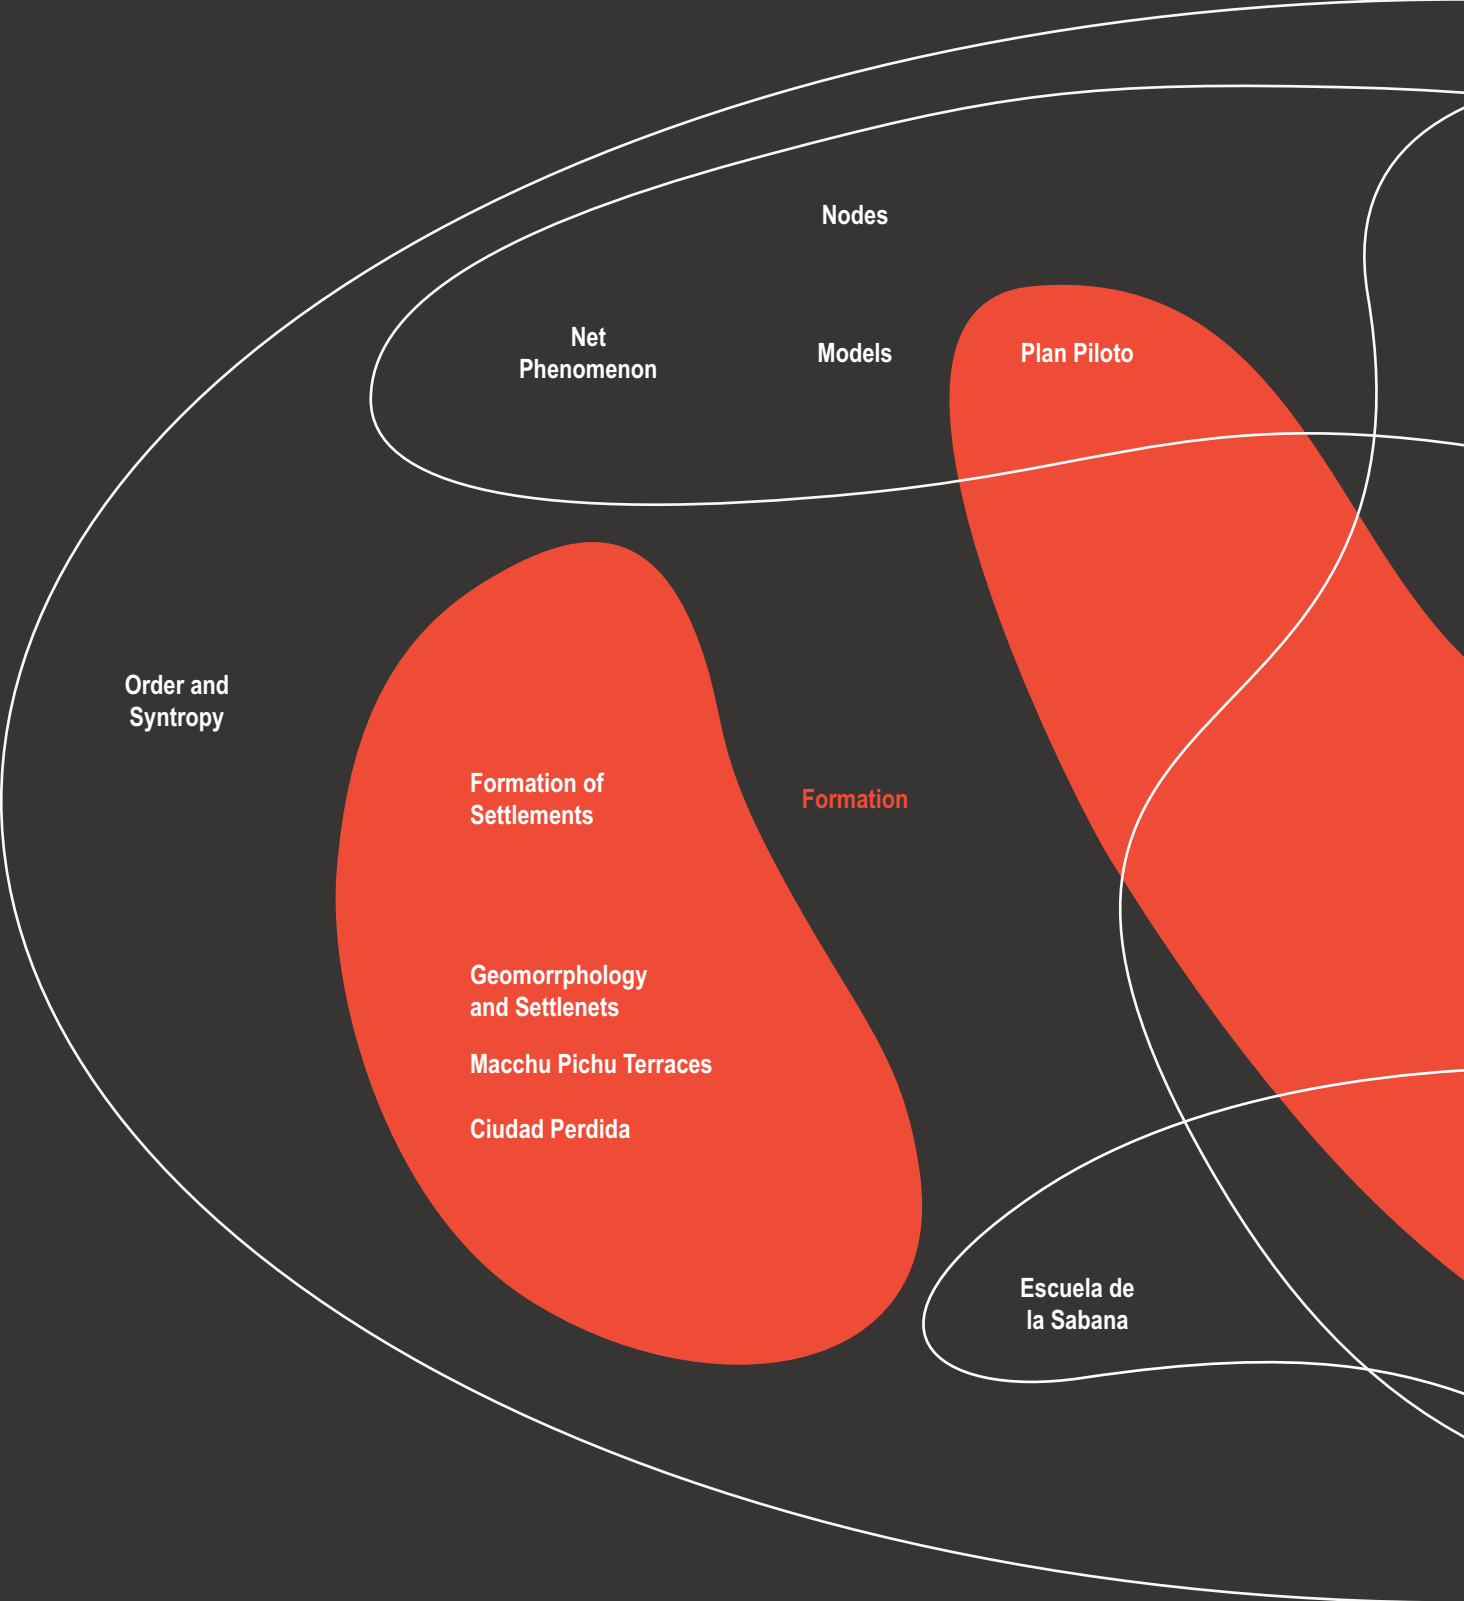 Nodes
Net
Phenomenon
Models
Plan Piloto
Order and
Syntropy
Formation of
Settlements
Formation
Geomorrphology
and Settlenets
Macchu Pichu Terraces
Ciudad Perdida
Escuela de
la Sabana